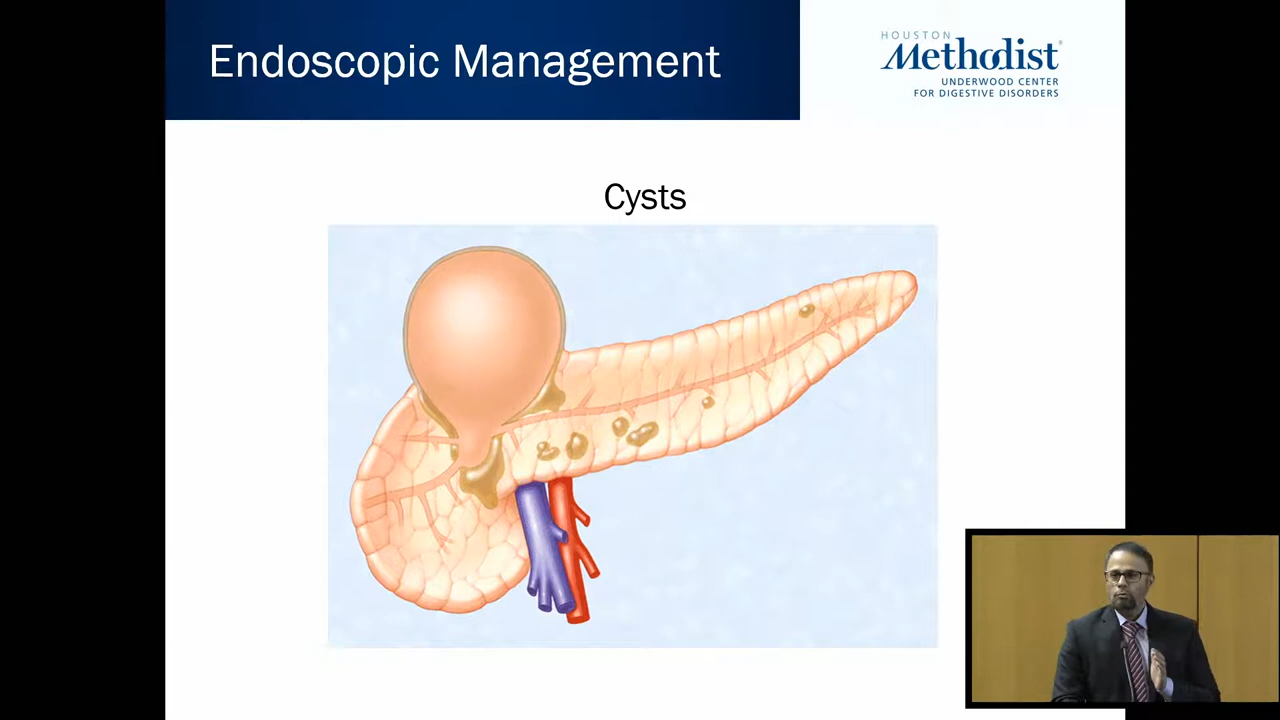 Endoscopic Management
HOUSTON
Methodist®
UNDERWOOD CENTER
FOR DIGESTIVE DISORDERS
Cysts